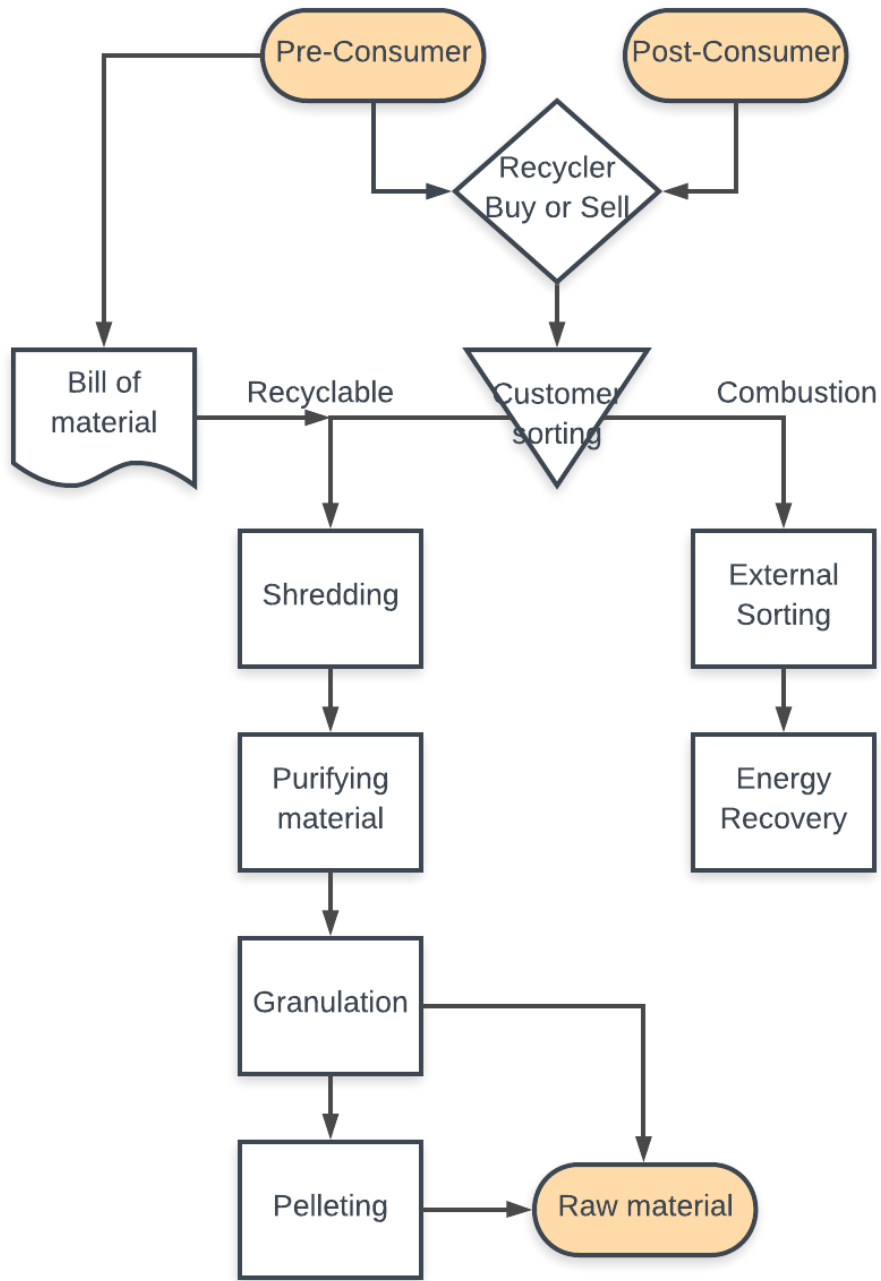 Pre-Consumer
Post-Consumer
Recycler
Buy or Sell
Bill of
material
Recyclable
Customer
sorting
Combustion
Shredding
External
Sorting
Purifying
material
Energy
Recovery
Granulation
Pelleting
Raw material